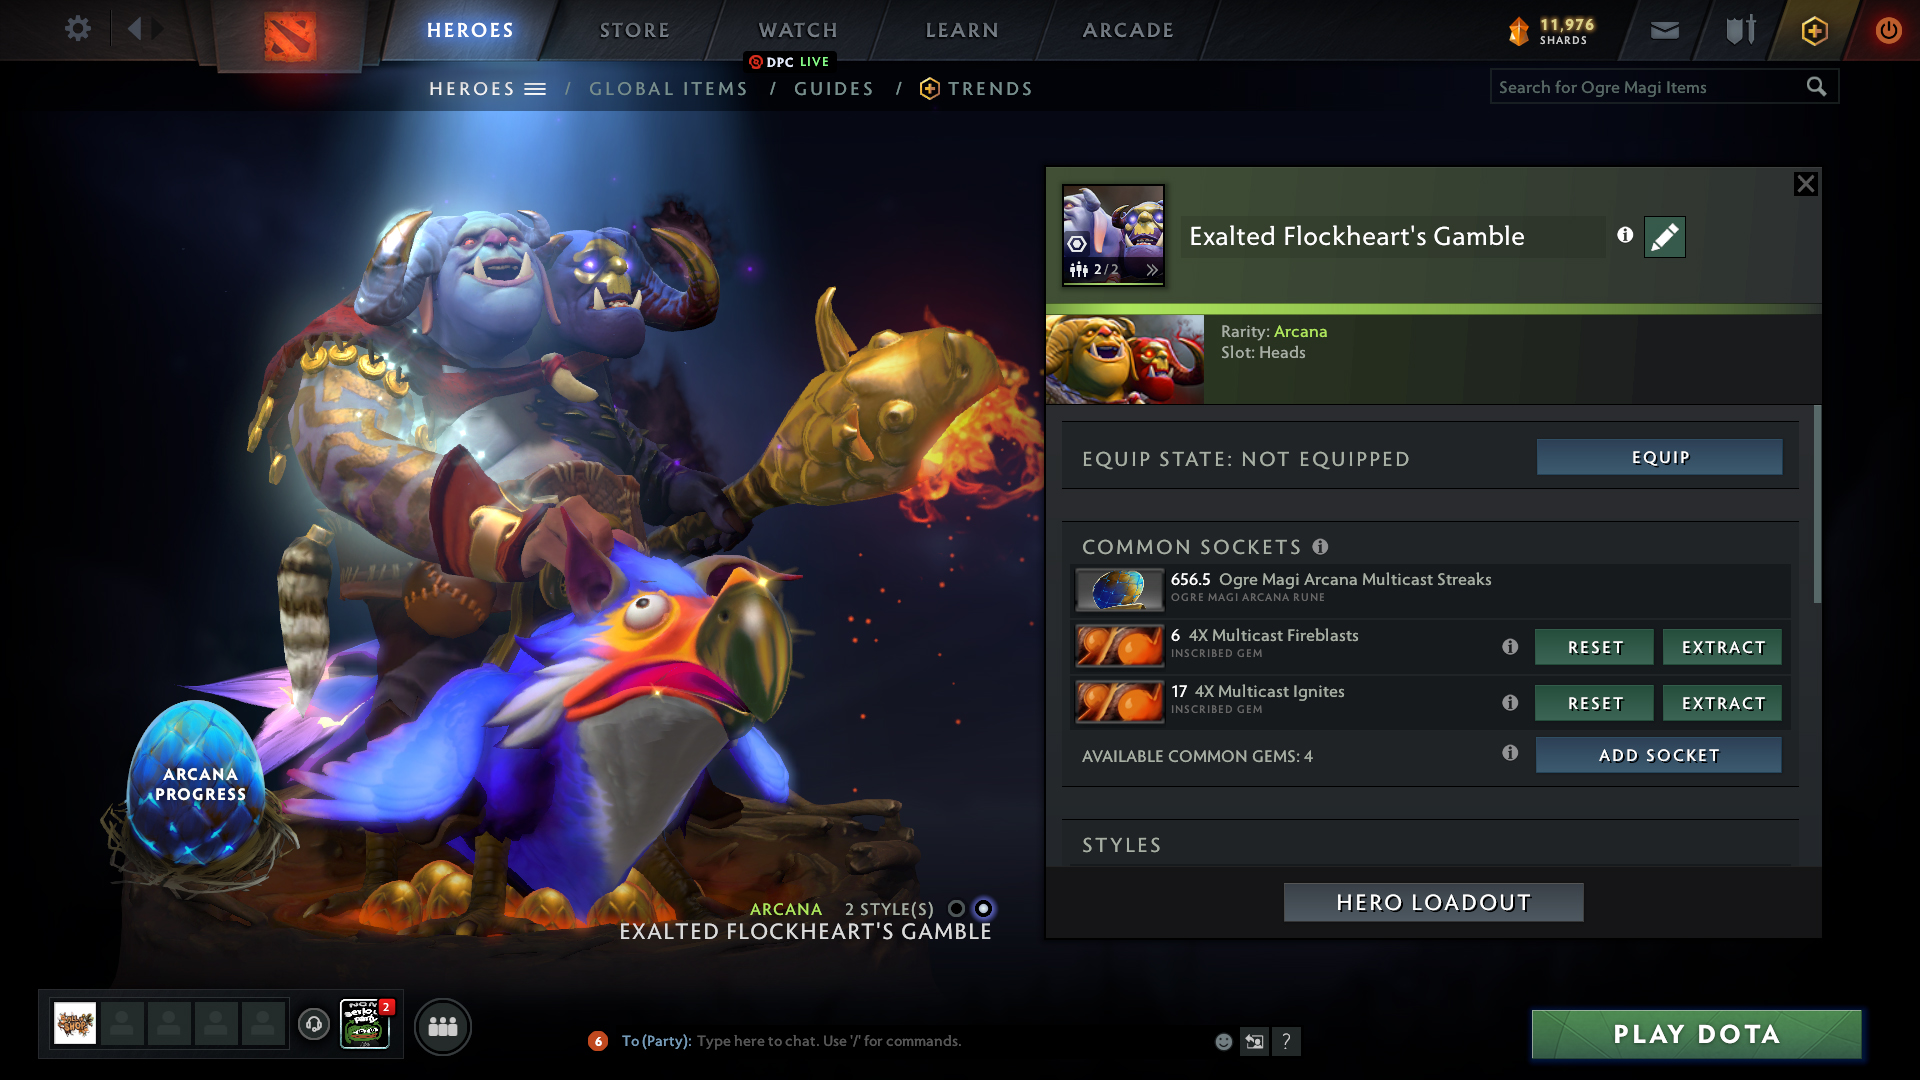 HEROES
STORE
WATCH
LEARN
ARCADE
11,976
SHARDS
DPC LIVE
HEROES / GLOBAL ITEMS / GUIDES / TRENDS
Search for Ogre Magi Items
Exalted Flockheart's Gamble
2/2
Rarity: Arcana
Slot: Heads
EQUIP STATE: NOT EQUIPPED
EQUIP
COMMON SOCKETS
656.5 Ogre Magi Arcana Multicast Streaks
OGRE MAGI ARCANA RUNE
6 4X Multicast Fireblasts
INSCRIBED GEM
RESET
EXTRACT
17 4X Multicast Ignites
INSCRIBED GEM
RESET
EXTRACT
AVAILABLE COMMON GEMS: 4
ADD SOCKET
STYLES
HERO LOADOUT
ARCANA
PROGRESS
ARCANA 2 STYLE(S)
EXALTED FLOCKHEART'S GAMBLE
2
6
To (Party): Type here to chat. Use '/' for commands.
?
PLAY DOTA